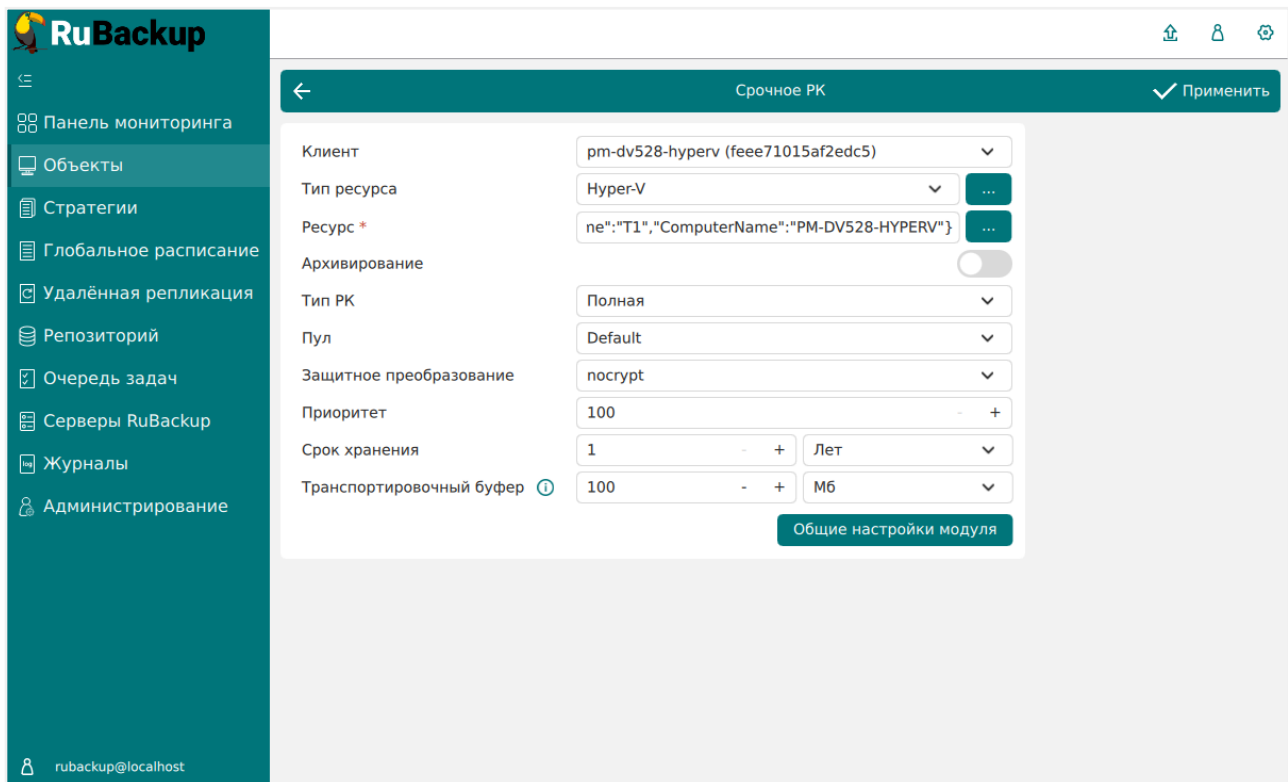 RuBackup
Срочное РК
Применить
Панель мониторинга
Объекты
Стратегии
Глобальное расписание
Удалённая репликация
Репозиторий
Очередь задач
Серверы RuBackup
Журналы
Администрирование
rubackup@localhost
Клиент pm-dv528-hyperv (feee71015af2edc5)
Тип ресурса Hyper-V ...
Ресурс * ne":"T1","ComputerName":"PM-DV528-HYPERV"} ...
Архивирование
Тип РК Полная
Пул Default
Защитное преобразование nocrypt
Приоритет 100 - +
Срок хранения 1 - + Лет
Транспортировочный буфер 100 - + Мб
Общие настройки модуля